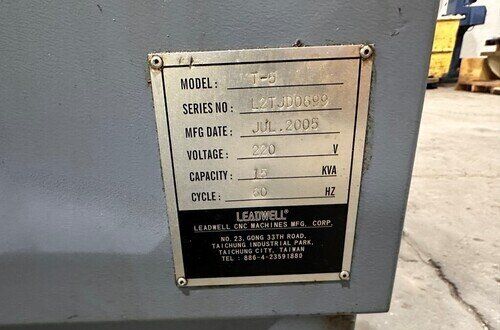 MODEL: T-5
SERIES NO: L2TJD0699
MFG DATE: JUL.2005
VOLTAGE: 220 V
CAPACITY: 15 KVA
CYCLE: 60 HZ
LEADWELL®
LEADWELL CNC MACHINES MFG. CORP.
NO. 23, GONG 33TH ROAD,
TAICHUNG INDUSTRIAL PARK,
TAICHUNG CITY, TAIWAN
TEL : 886-4-23591880